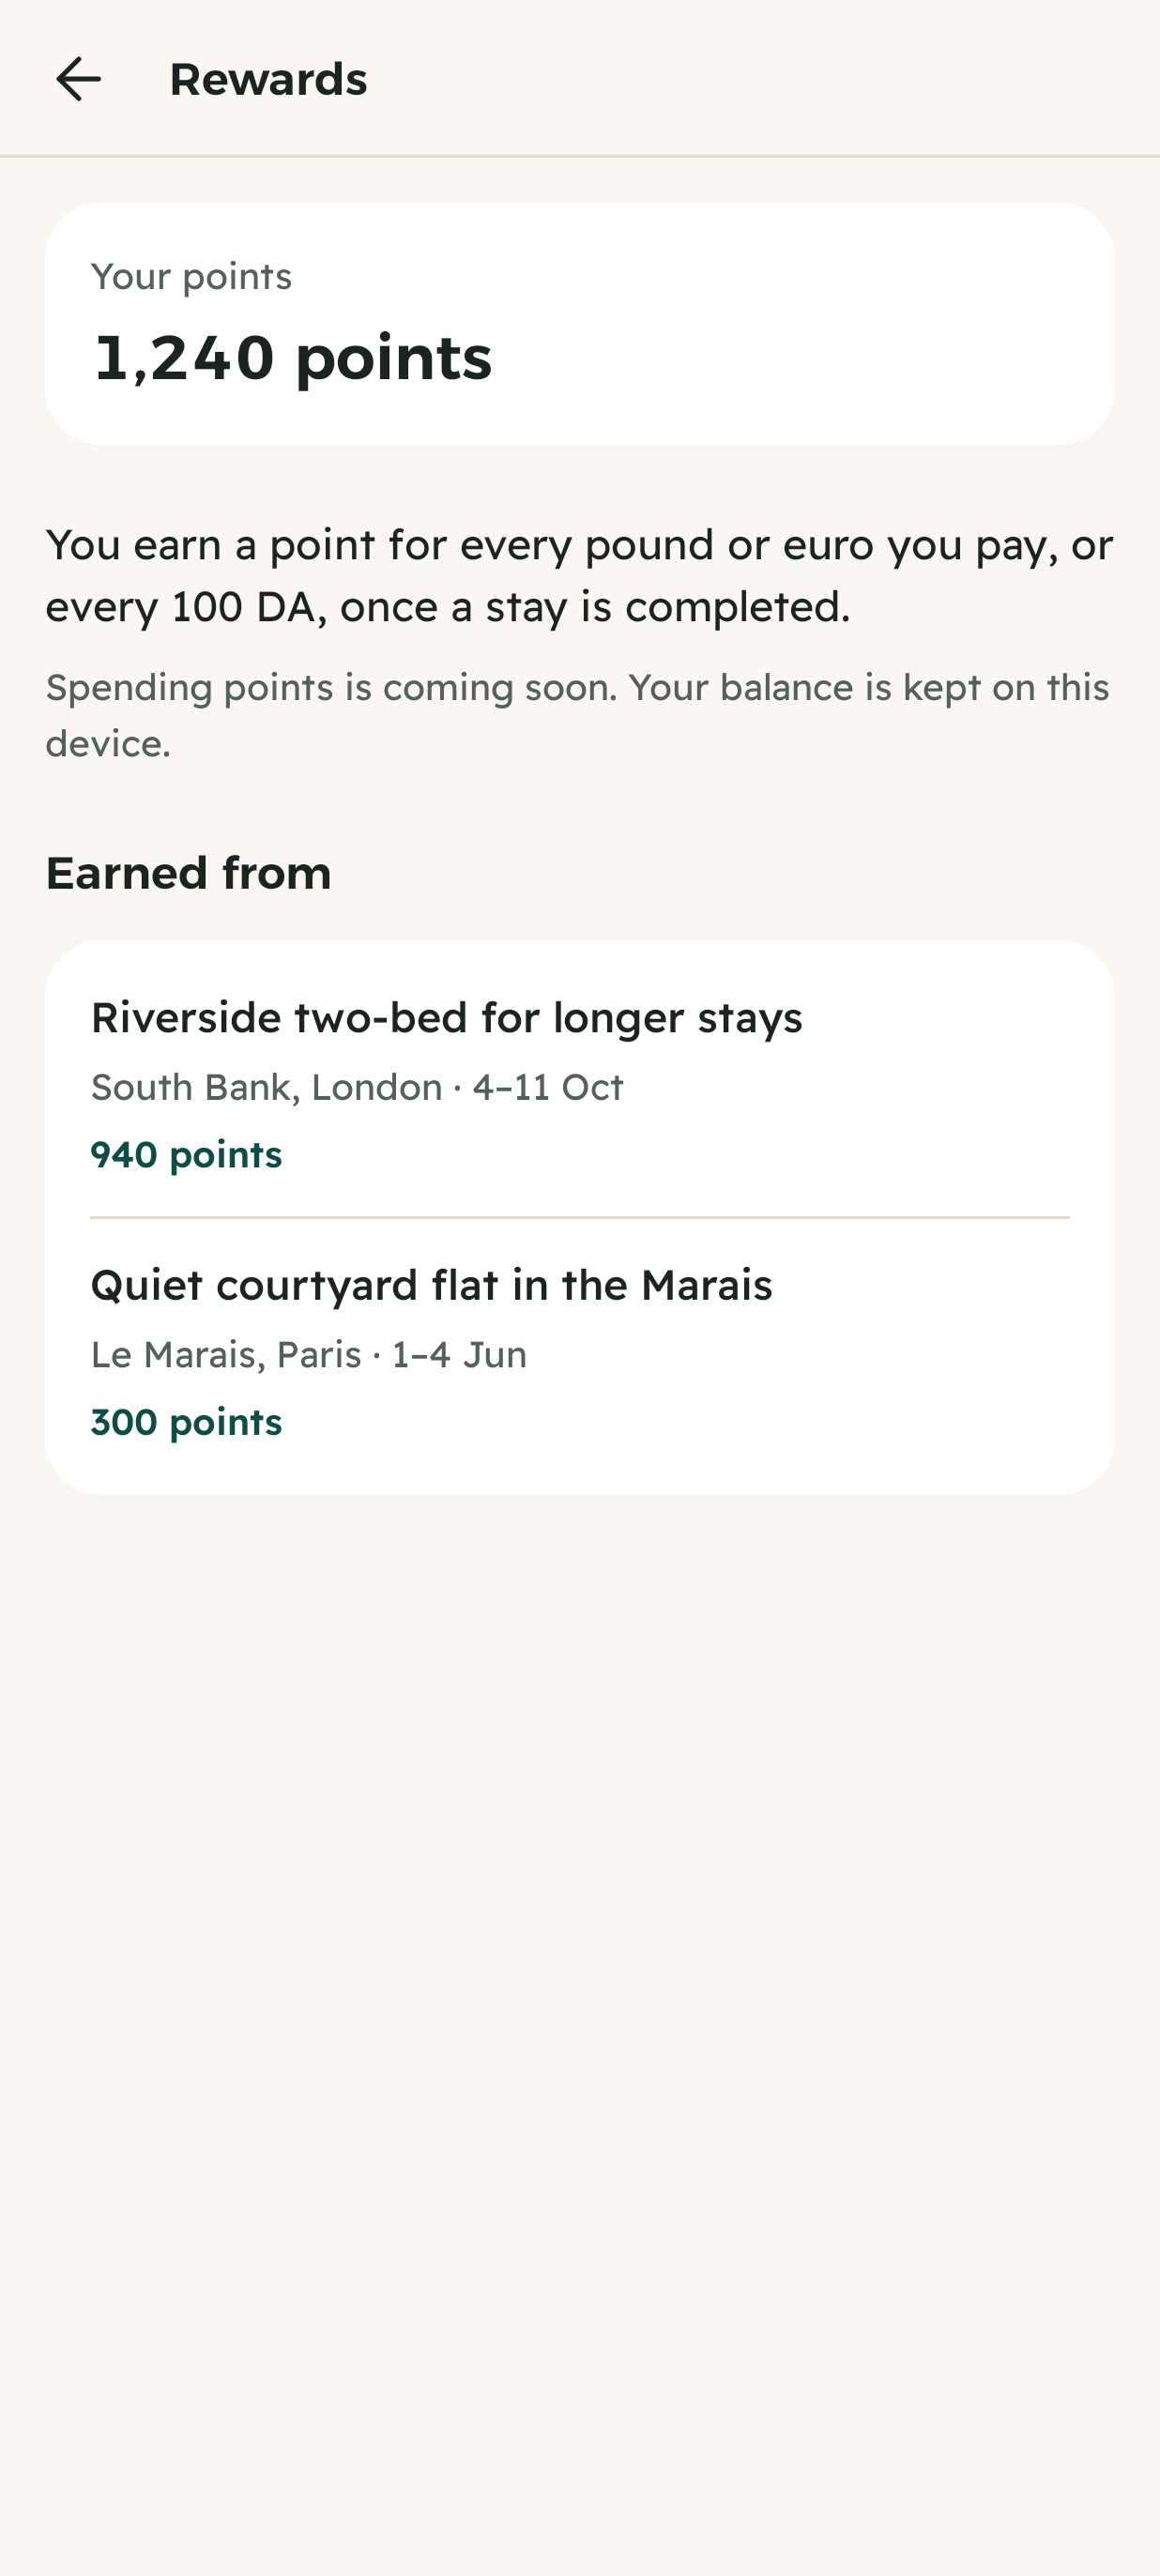 Rewards
Your points
1,240 points
You earn a point for every pound or euro you pay, or
every 100 DA, once a stay is completed.
Spending points is coming soon. Your balance is kept on this
device.
Earned from
Riverside two-bed for longer stays
South Bank, London · 4–11 Oct
940 points
Quiet courtyard flat in the Marais
Le Marais, Paris · 1–4 Jun
300 points